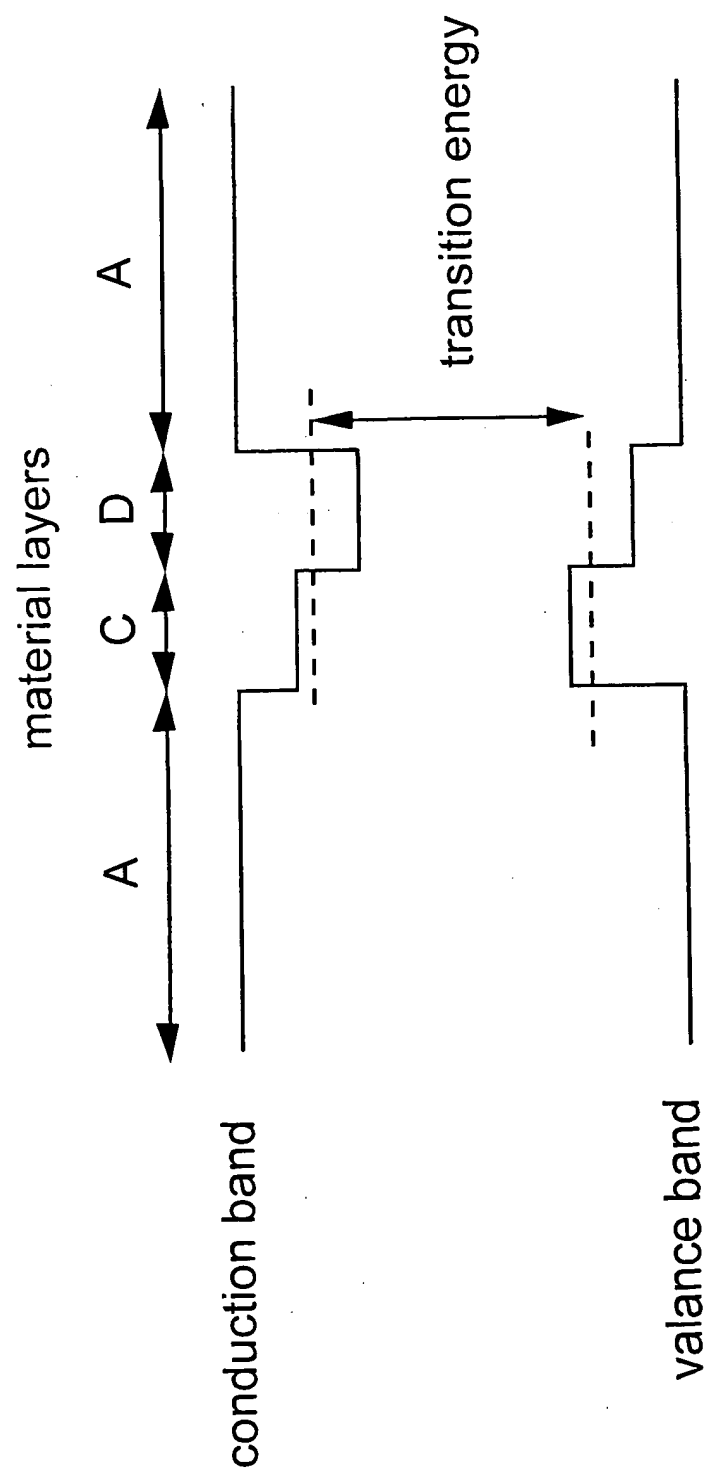 material layers
A C D A
conduction band
transition energy
valance band